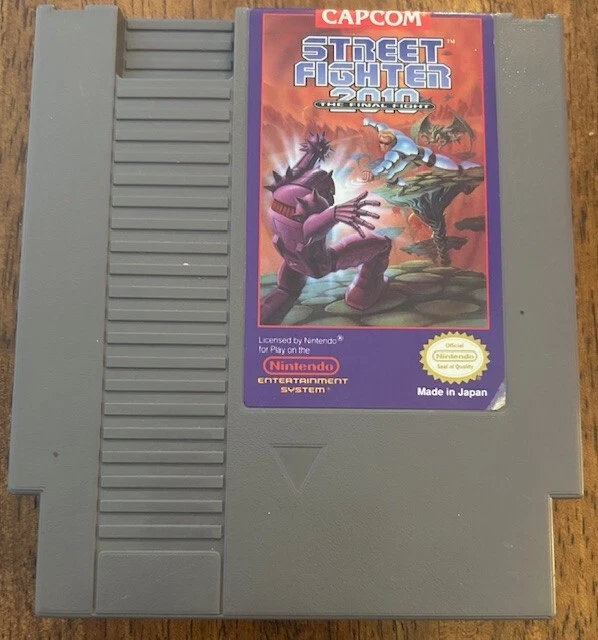 CAPCOM®
STREET
FIGHTER™
2010
THE FINAL FIGHT
Licensed by Nintendo®
for Play on the
Nintendo
ENTERTAINMENT
SYSTEM®
Official
Nintendo
Seal of Quality
Made in Japan